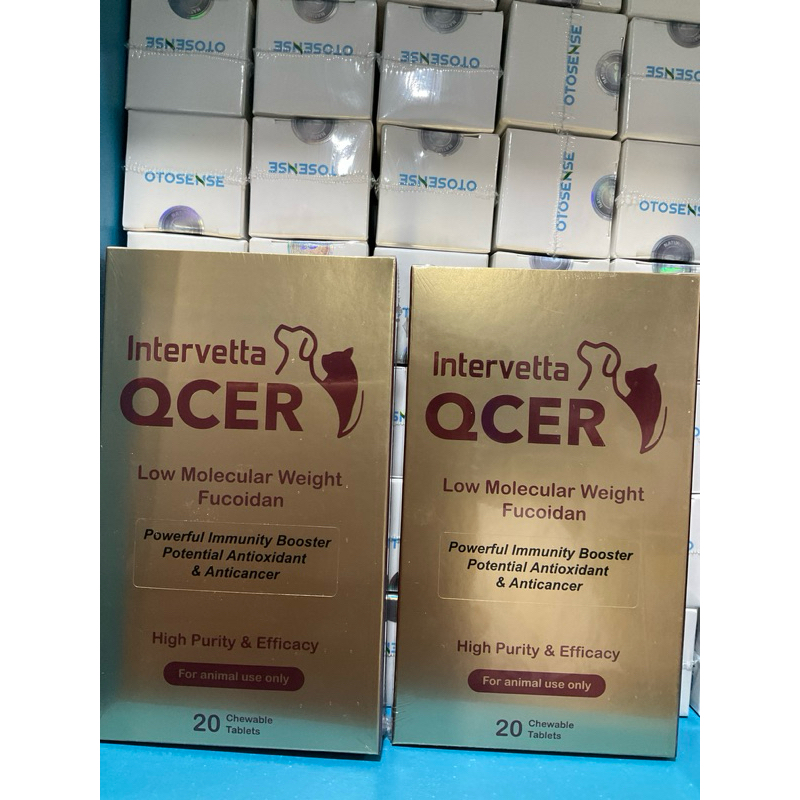 OTOSENSE
OTOSENSE
OTOSENSE
OTOSENSE
OTOSENSE
OTOSENSE
OTOSENSE
OTOSENSE
OTOSENSE
OTOSENS
Intervetta
QCER
Low Molecular Weight
Fucoidan
Powerful Immunity Booster
Potential Antioxidant
& Anticancer
High Purity & Efficacy
For animal use only
20 Chewable
Tablets
Intervetta
QCER
Low Molecular Weight
Fucoidan
Powerful Immunity Booster
Potential Antioxidant
& Anticancer
High Purity & Efficacy
For animal use only
20 Chewable
Tablets